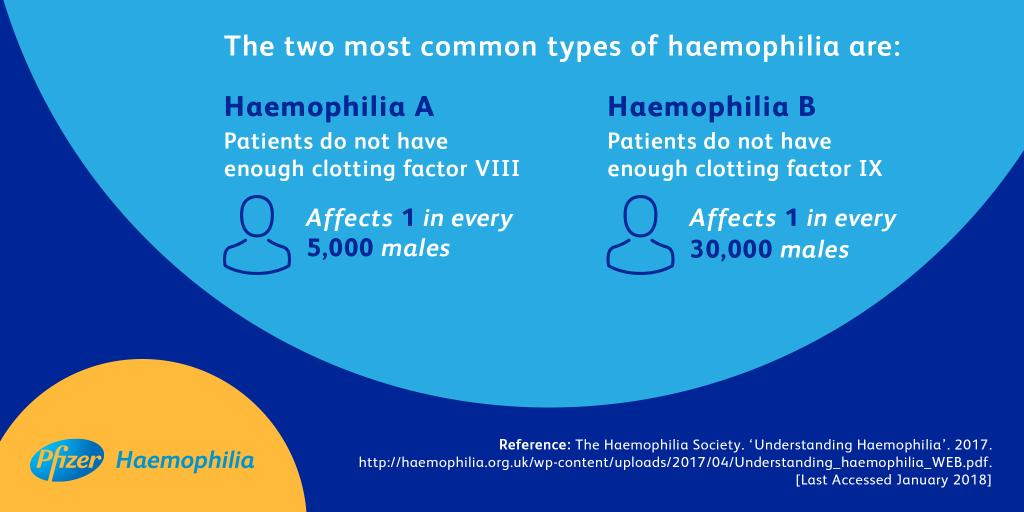 The two most common types of haemophilia are:
Haemophilia A
Patients do not have
enough clotting factor VIII
Affects 1 in every
5,000 males
Haemophilia B
Patients do not have
enough clotting factor IX
Affects 1 in every
30,000 males
Pfizer Haemophilia
Reference: The Haemophilia Society. ‘Understanding Haemophilia’. 2017.
http://haemophilia.org.uk/wp-content/uploads/2017/04/Understanding_haemophilia_WEB.pdf.
[Last Accessed January 2018]